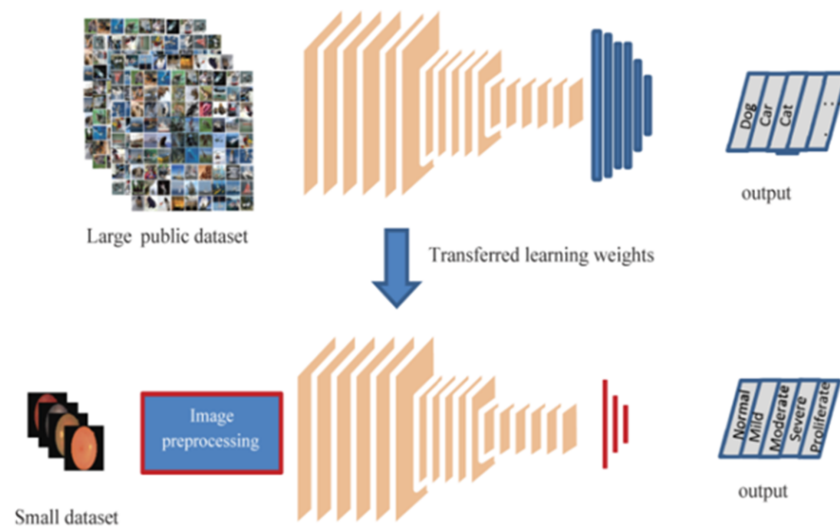 Dog
Car
Cat
. :
output
Large public dataset
Transferred learning weights
Image
preprocessing
Normal
Mild
Moderate
Severe
Proliferate
Small dataset
output